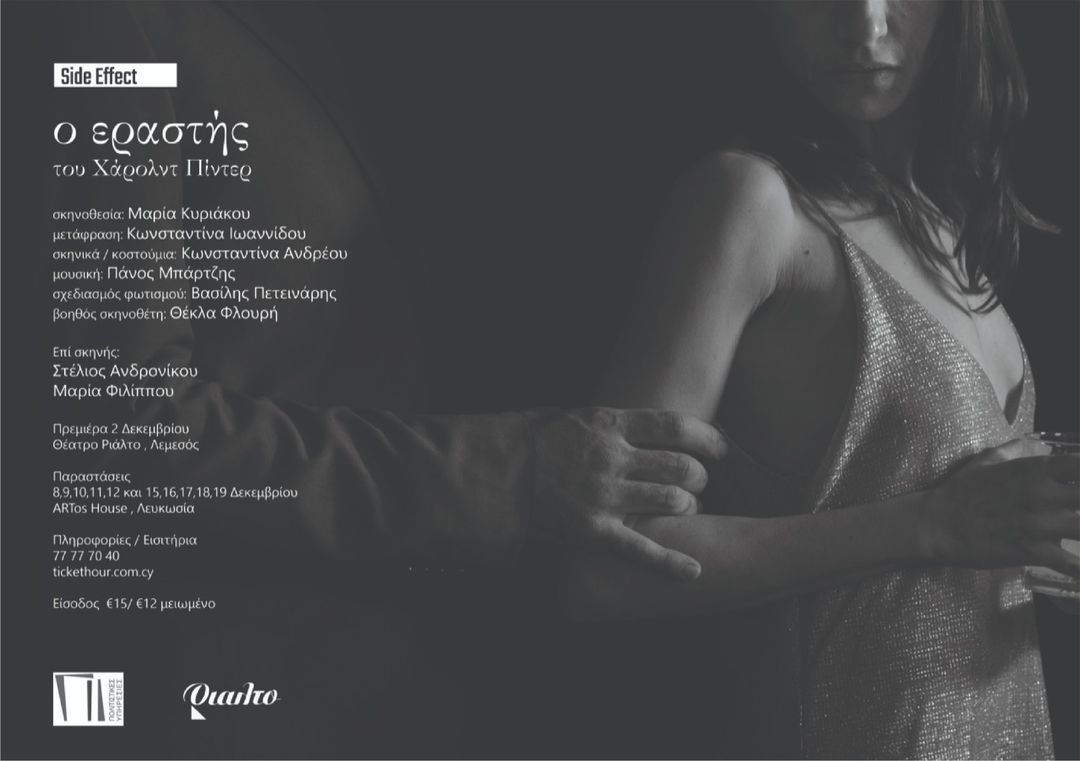 Side Effect
ο εραστής
του Χάρολντ Πίντερ
σκηνοθεσία: Μαρία Κυριάκου
μετάφραση: Κωνσταντίνα Ιωαννίδου
σκηνικά / κοστούμια: Κωνσταντίνα Ανδρέου
μουσική: Πάνος Μπάρτζης
σχεδιασμός φωτισμού: Βασίλης Πετεινάρης
βοηθός σκηνοθέτη: Θέκλα Φλουρή
Επί σκηνής:
Στέλιος Ανδρονίκου
Μαρία Φιλίππου
Πρεμιέρα 2 Δεκεμβρίου
Θέατρο Ριάλτο , Λεμεσός
Παραστάσεις
8,9,10,11,12 και 15,16,17,18,19 Δεκεμβρίου
ARTos House , Λευκωσία
Πληροφορίες / Εισιτήρια
77 77 70 40
tickethour.com.cy
Είσοδος €15/ €12 μειωμένο
ΠΟΛΙΤΙΣΤΙΚΕΣ
ΥΠΗΡΕΣΙΕΣ
Ριαλτο